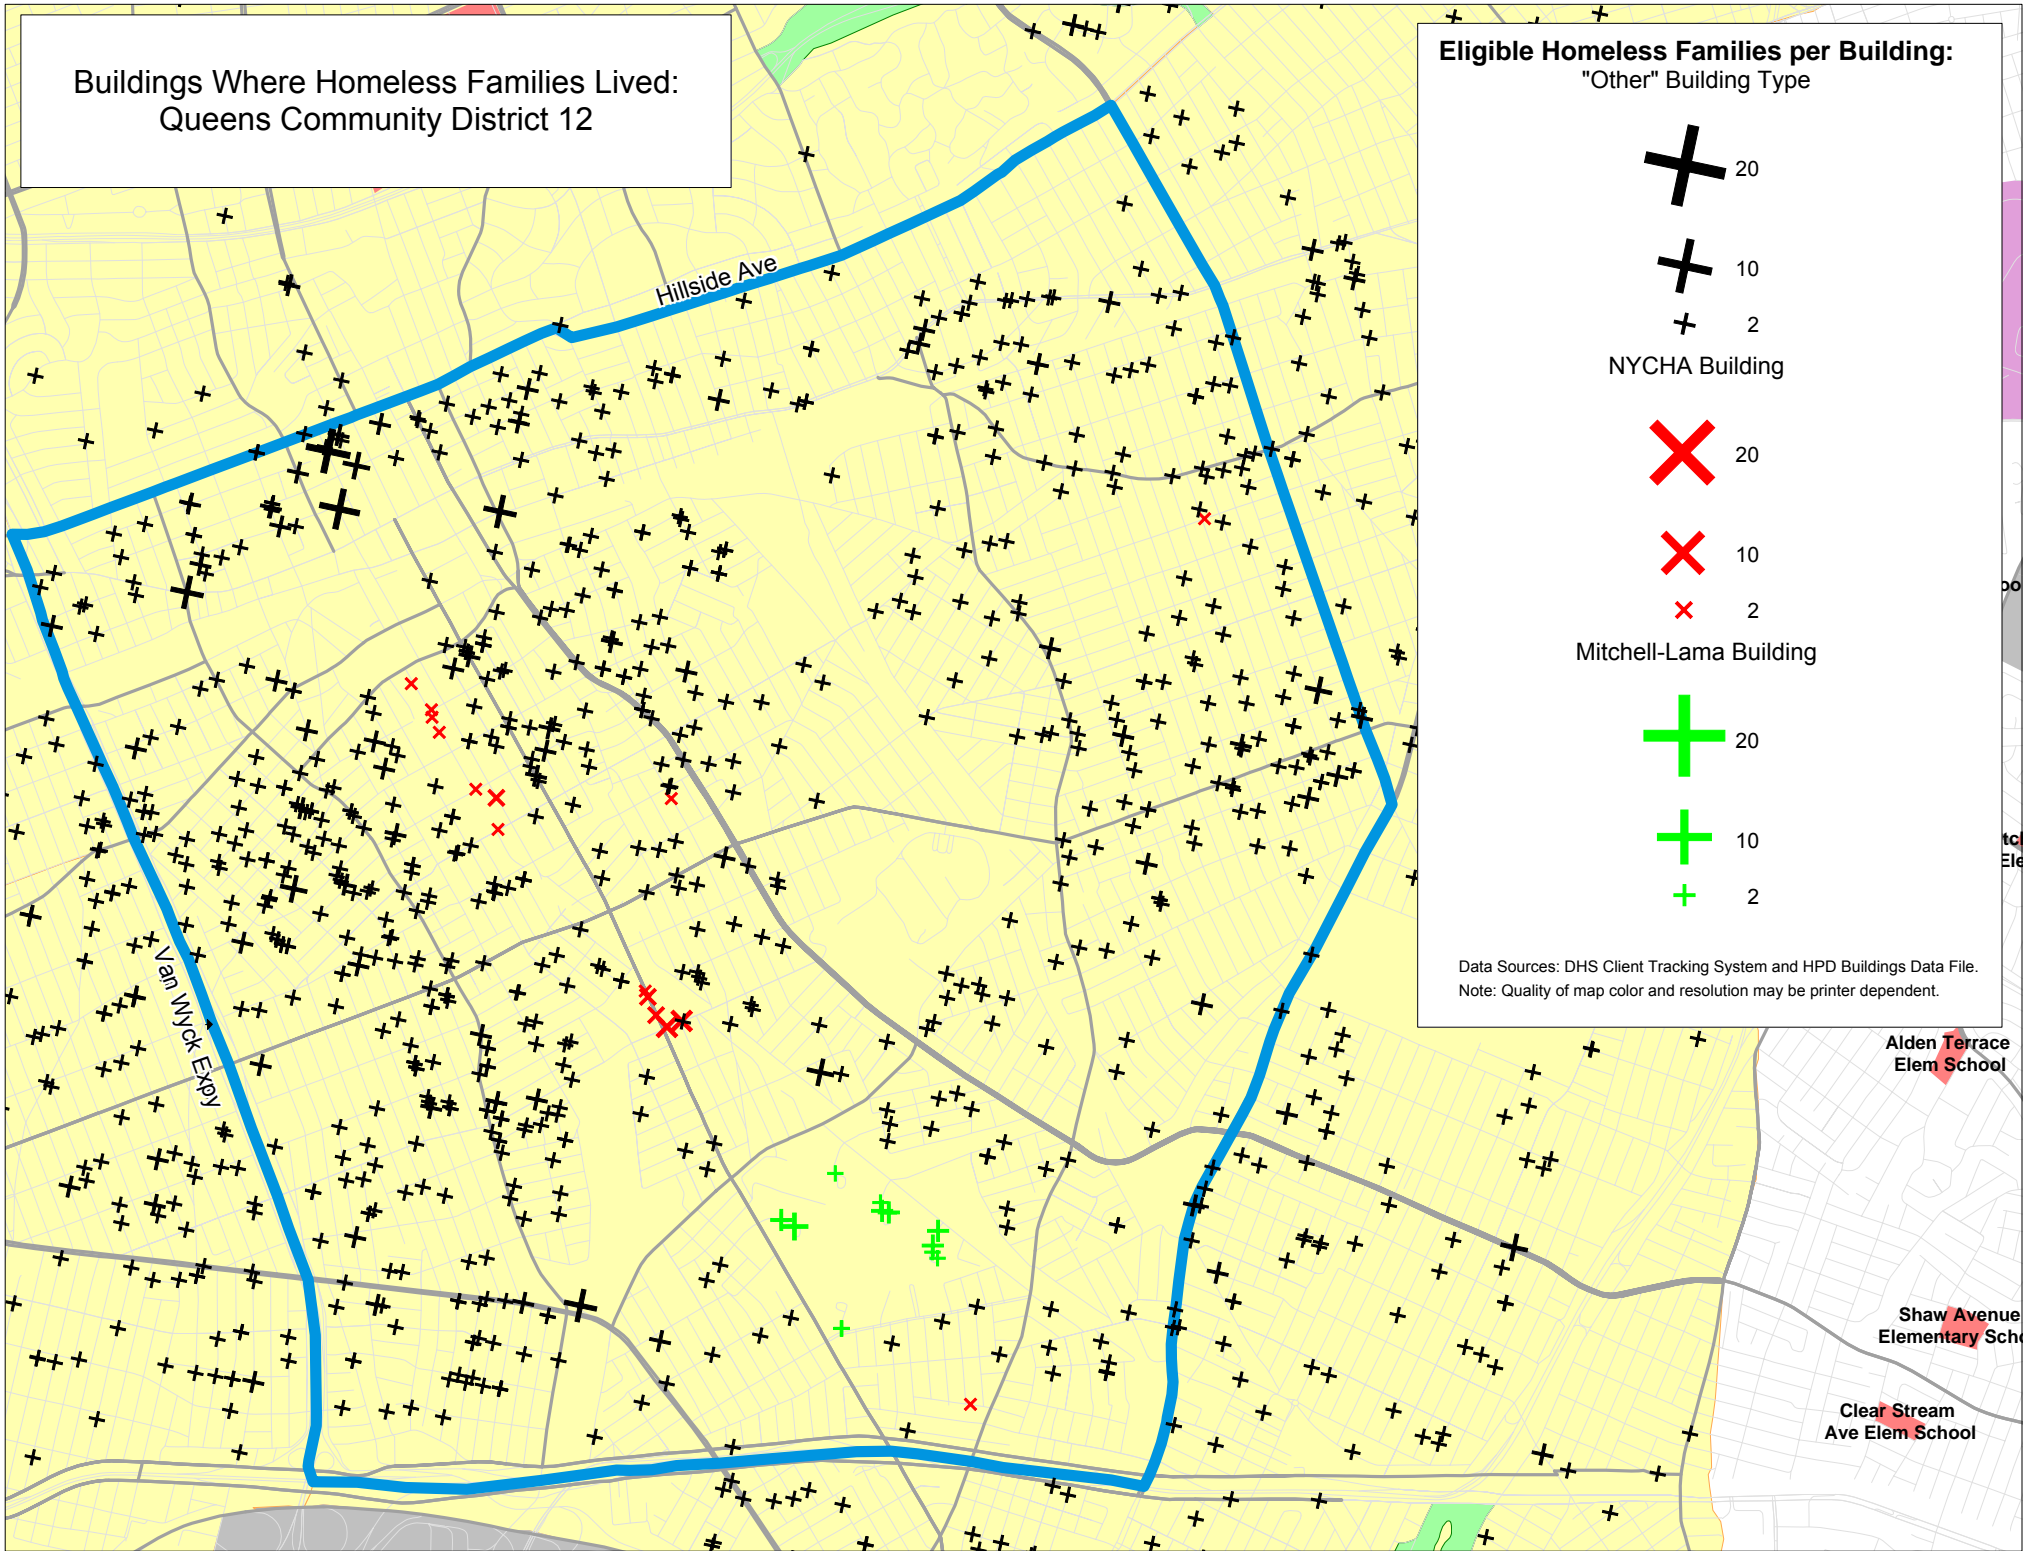 Buildings Where Homeless Families Lived:
Queens Community District 12
Eligible Homeless Families per Building:
"Other" Building Type
20
10
2
NYCHA Building
20
10
2
Mitchell-Lama Building
20
10
2
Data Sources: DHS Client Tracking System and HPD Buildings Data File.
Note: Quality of map color and resolution may be printer dependent.
Hillside Ave
Van Wyck Expy
Alden Terrace
Elem School
Shaw Avenue
Elementary Scho
Clear Stream
Ave Elem School